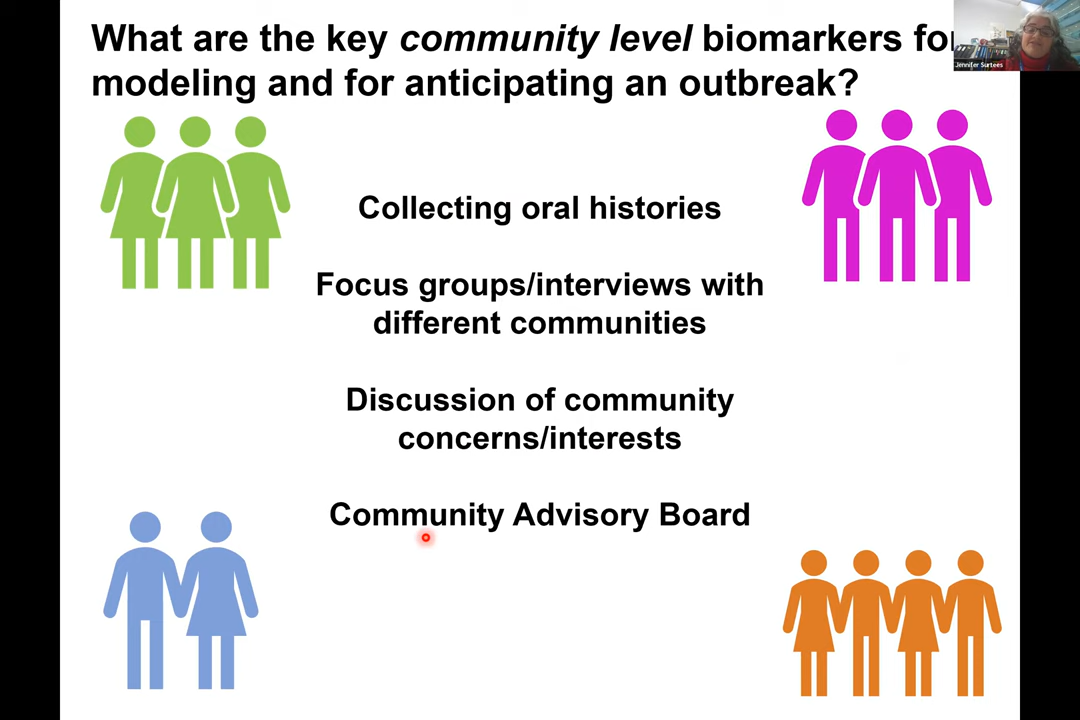 What are the key community level biomarkers for
modeling and for anticipating an outbreak?
Jennifer Surtees
Collecting oral histories
Focus groups/interviews with
different communities
Discussion of community
concerns/interests
Community Advisory Board